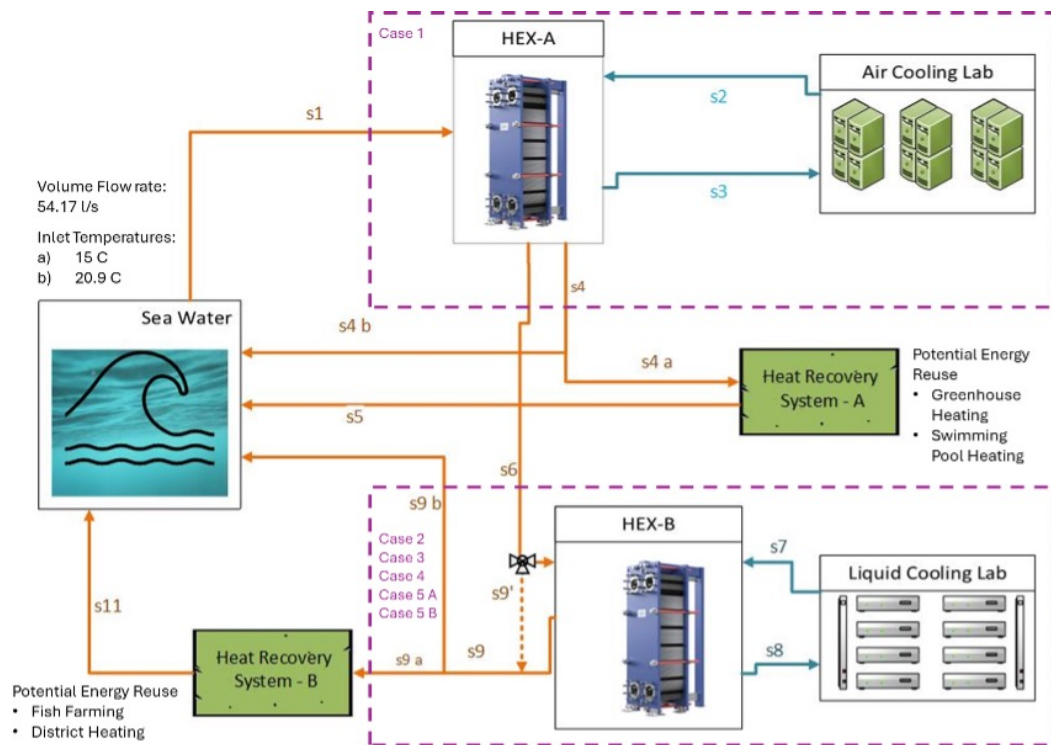 Case 1
HEX-A
Air Cooling Lab
s1
s2
s3
Volume Flow rate:
54.17 l/s
Inlet Temperatures:
a) 15 C
b) 20.9 C
s4
Sea Water
s4 b
s4 a
Heat Recovery
System - A
Potential Energy
Reuse
• Greenhouse
Heating
• Swimming
Pool Heating
s5
s6
s9 b
HEX-B
Case 2
Case 3
Case 4
Case 5 A
Case 5 B
s7
Liquid Cooling Lab
s9'
s11
s9
s8
s9 a
Heat Recovery
System - B
Potential Energy Reuse
• Fish Farming
• District Heating